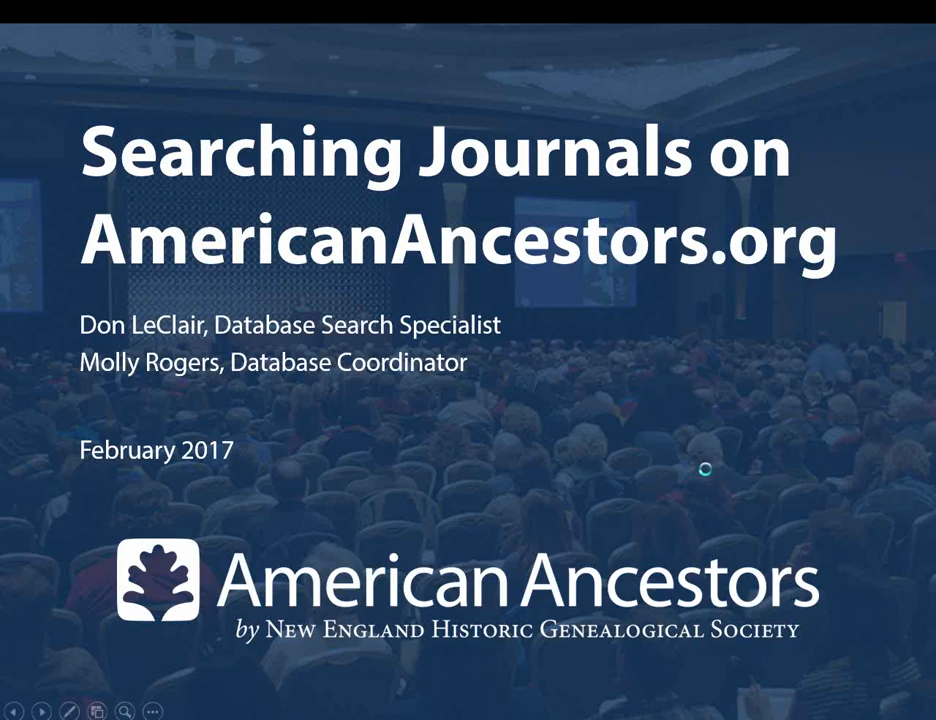 Searching Journals on
AmericanAncestors.org
Don LeClair, Database Search Specialist
Molly Rogers, Database Coordinator
February 2017
American Ancestors
by New England Historic Genealogical Society